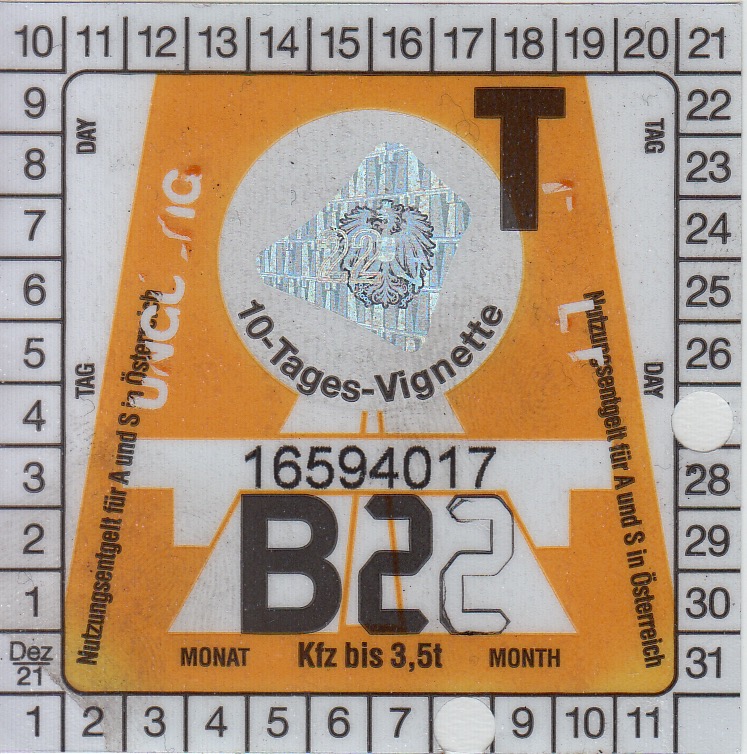 10 11 12 13 14 15 16 17 18 19 20 21
9 22
8 23
7 24
6 25
5 26
4
3 28
2 29
1 30
Dez
21
31
1 2 3 4 5 6 7 9 10 11
DAY
TAG
TAG
DAY
T
22
10-Tages-Vignette
Nutzungsentgelt für A und S in Österreich
Nutzungsentgelt für A und S in Österreich
16594017
B22
MONAT Kfz bis 3,5t MONTH